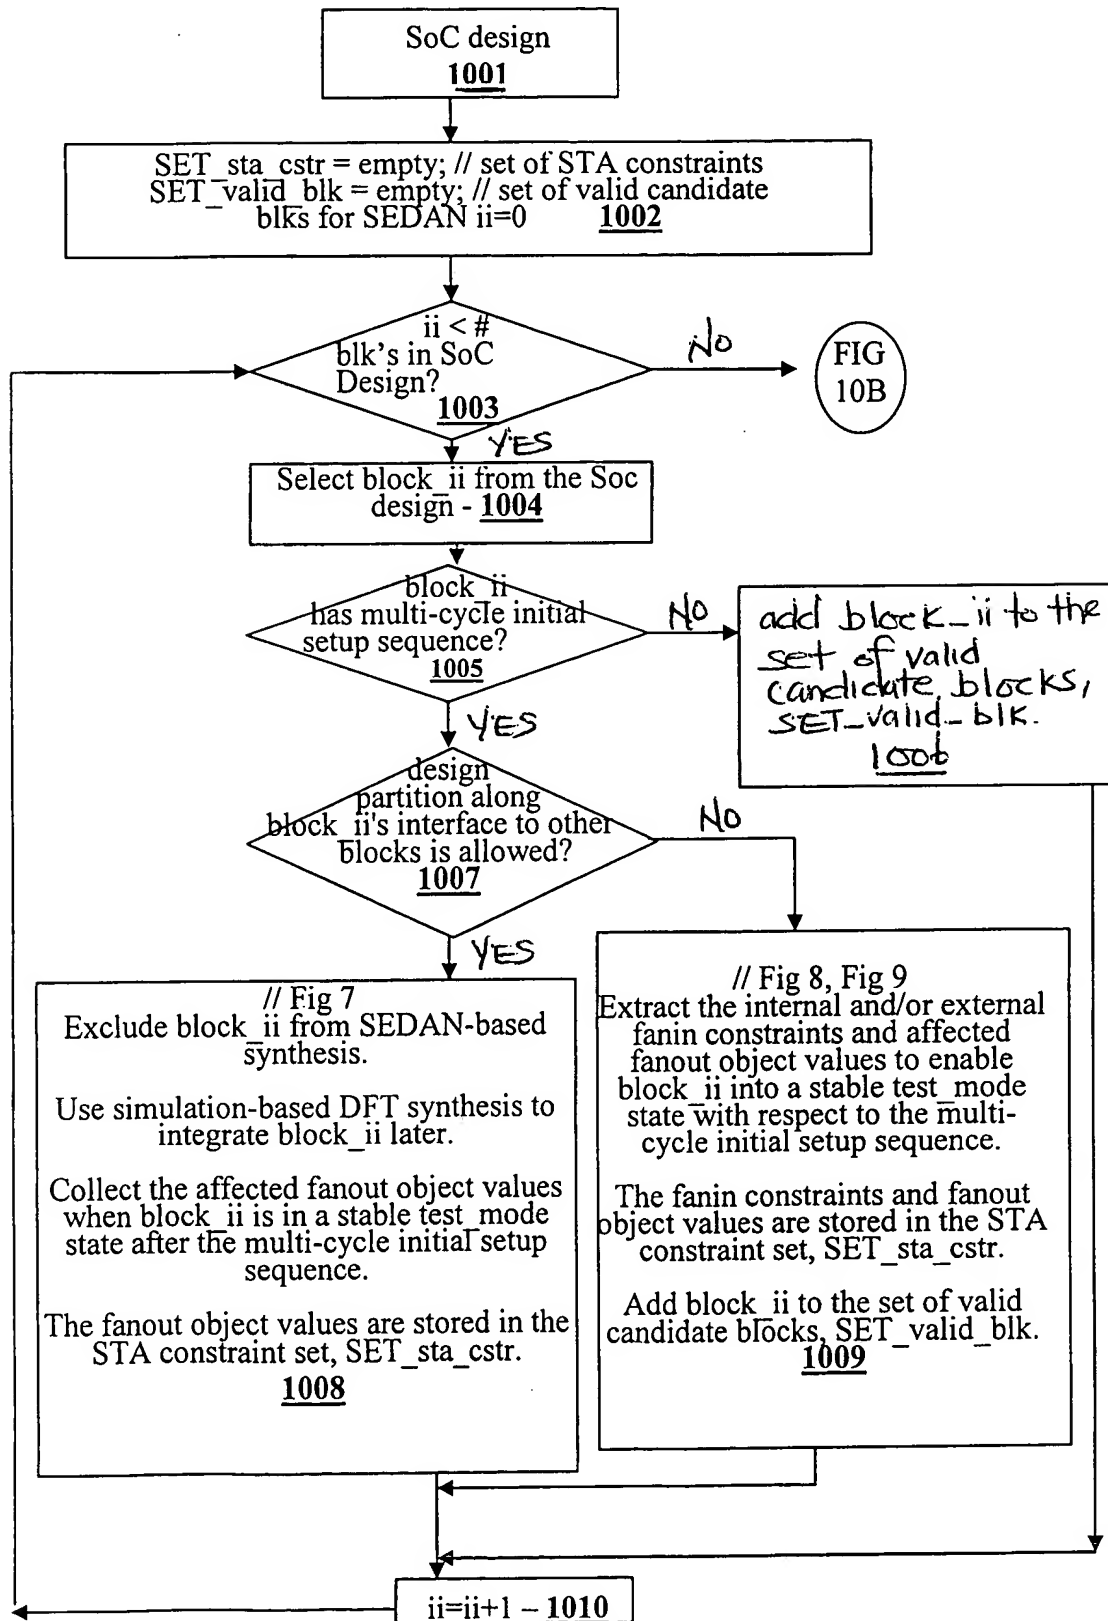 SoC design
1001
SET_sta_cstr = empty; // set of STA constraints
SET_valid_blk = empty; // set of valid candidate
blks for SEDAN ii=0 1002
ii < #
blk's in SoC
Design?
1003
NO
FIG
10B
YES
Select block_ii from the Soc
design - 1004
block_ii
has multi-cycle initial
setup sequence?
1005
NO
add block_ii to the
set of valid
candidate blocks,
SET_valid_blk.
1006
YES
design
partition along
block_ii's interface to other
blocks is allowed?
1007
NO
YES
// Fig 7
Exclude block_ii from SEDAN-based
synthesis.
Use simulation-based DFT synthesis to
integrate block_ii later.
Collect the affected fanout object values
when block_ii is in a stable test_mode
state after the multi-cycle initial setup
sequence.
The fanout object values are stored in the
STA constraint set, SET_sta_cstr.
1008
// Fig 8, Fig 9
Extract the internal and/or external
fanin constraints and affected
fanout object values to enable
block_ii into a stable test_mode
state with respect to the multi-
cycle initial setup sequence.
The fanin constraints and fanout
object values are stored in the STA
constraint set, SET_sta_cstr.
Add block_ii to the set of valid
candidate blocks, SET_valid_blk.
1009
ii=ii+1 – 1010